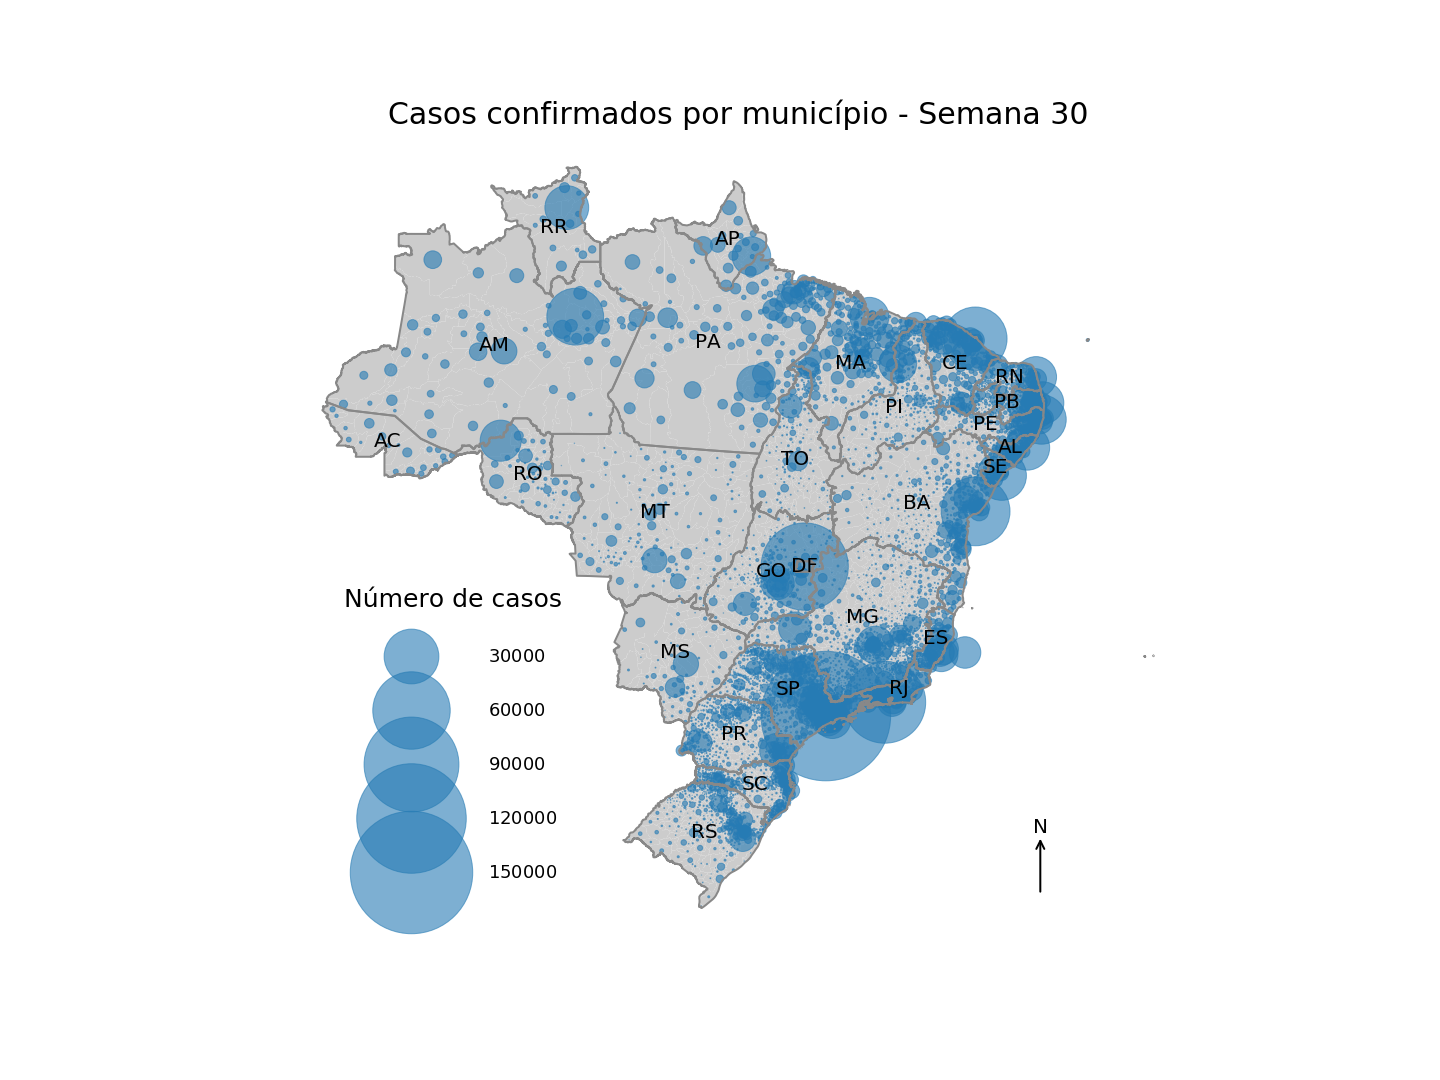 Casos confirmados por município - Semana 30
RR
AP
AM
PA
MA
CE
RN
PB
PI
PE
AC
AL
TO
SE
RO
BA
MT
DF
GO
MG
ES
MS
SP
RJ
PR
SC
RS
Número de casos
30000
60000
90000
120000
150000
N